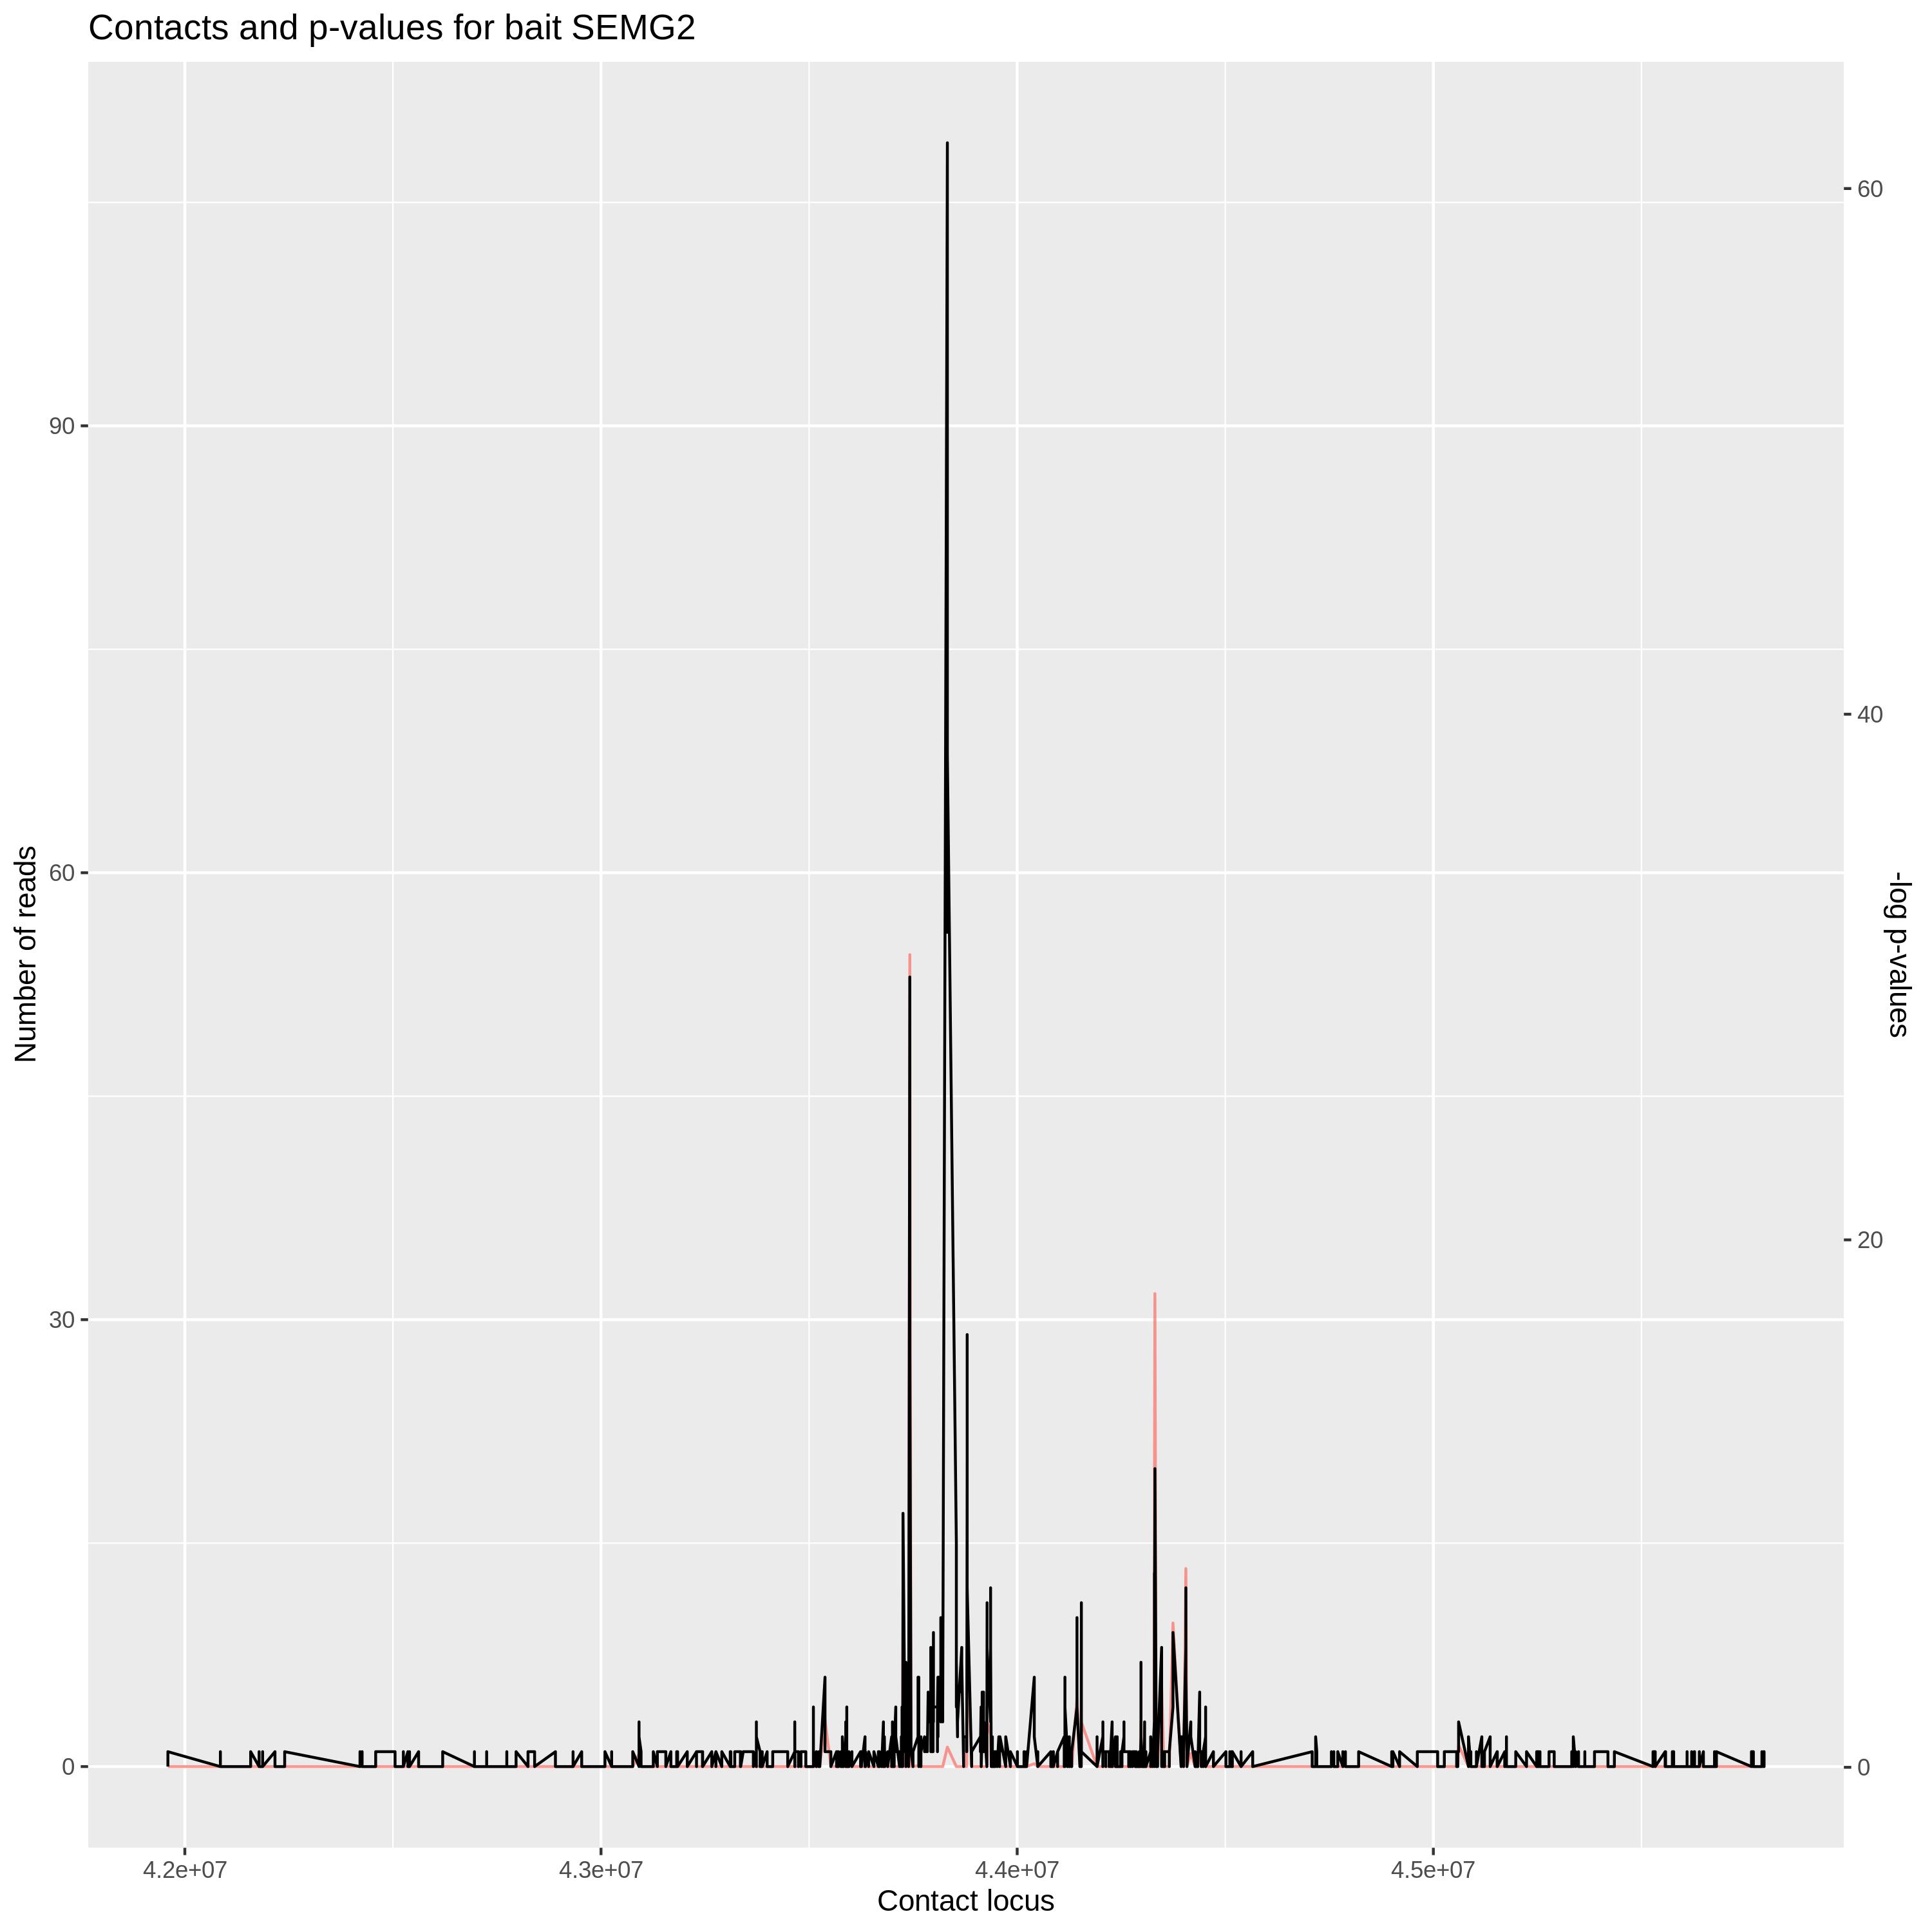 Contacts and p-values for bait SEMG2
Number of reads
90
60
30
0
60
40
20
0
-log p-values
4.2e+07
4.3e+07
4.4e+07
4.5e+07
Contact locus